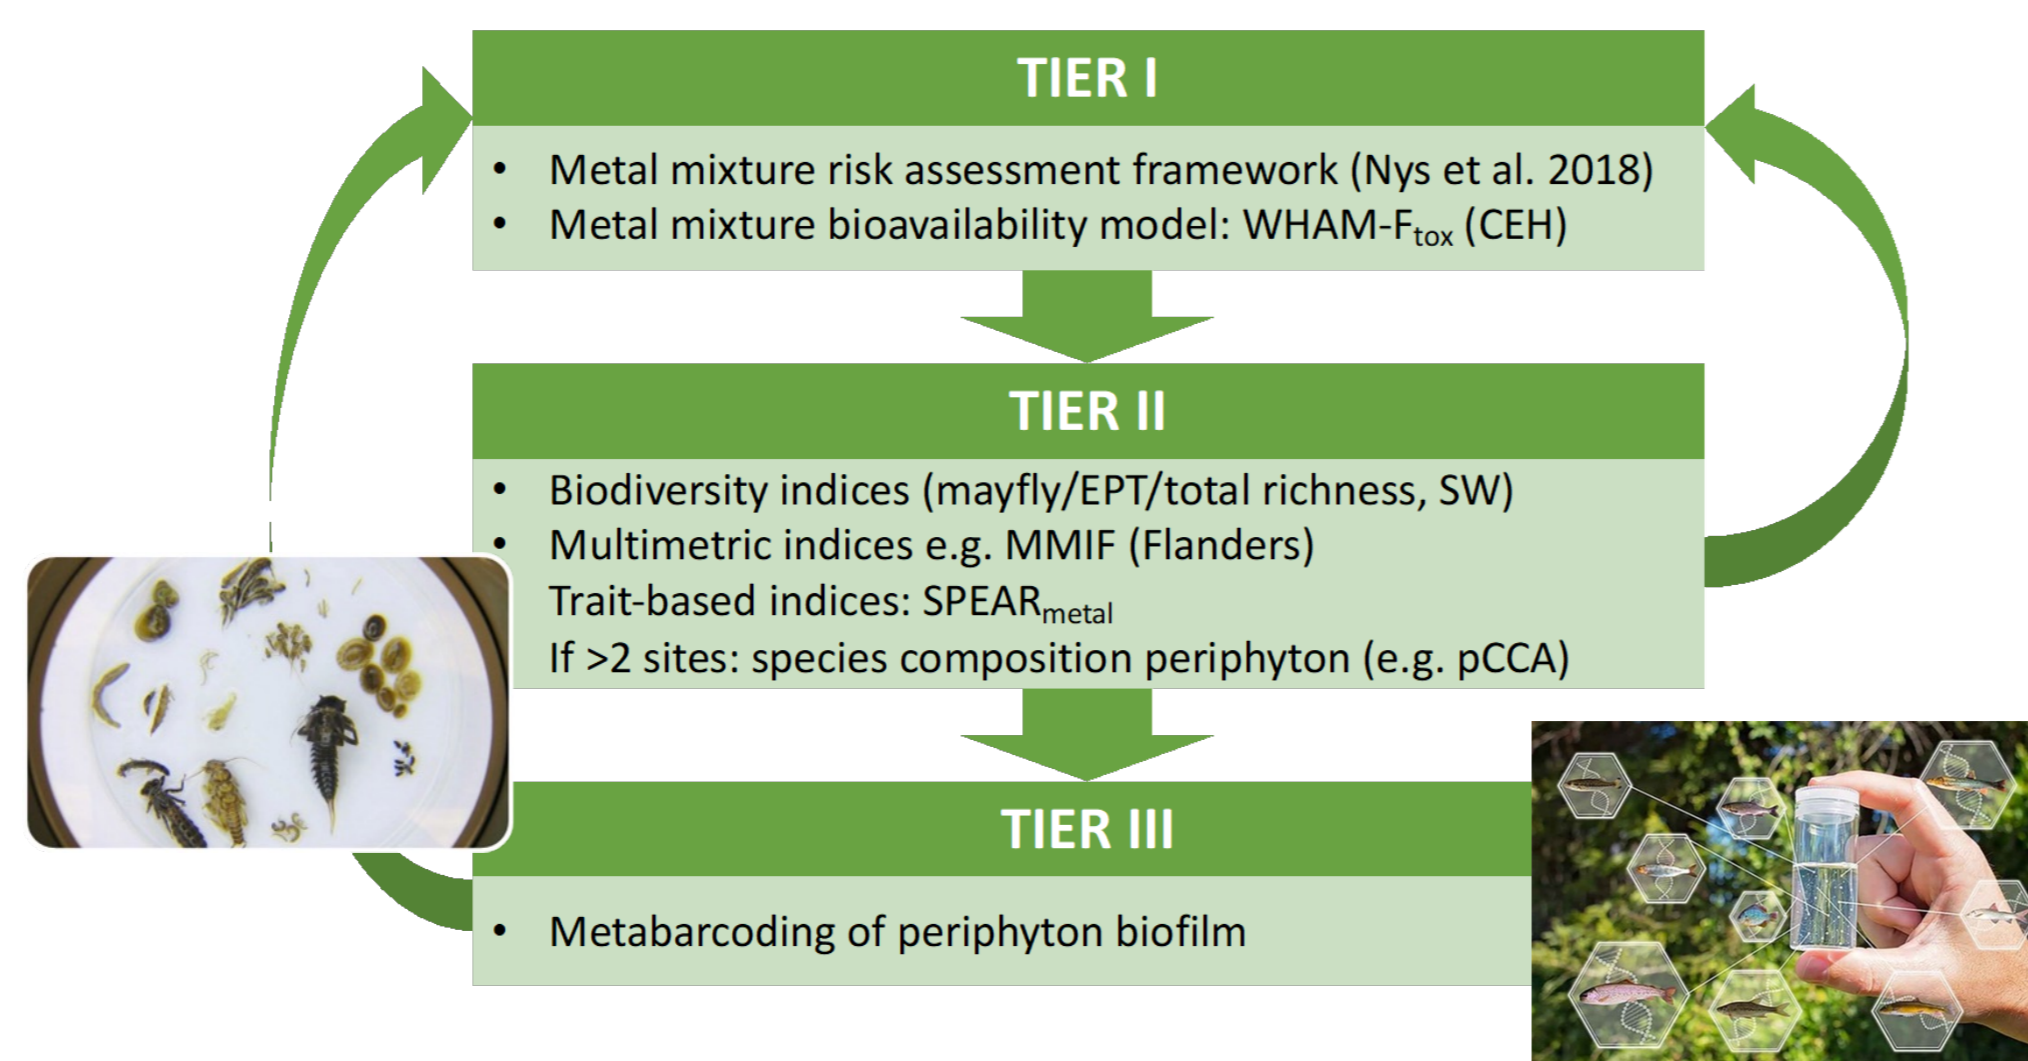 TIER I
• Metal mixture risk assessment framework (Nys et al. 2018)
• Metal mixture bioavailability model: WHAM-Ftox (CEH)
TIER II
• Biodiversity indices (mayfly/EPT/total richness, SW)
• Multimetric indices e.g. MMIF (Flanders)
Trait-based indices: SPEARmetal
If >2 sites: species composition periphyton (e.g. pCCA)
TIER III
• Metabarcoding of periphyton biofilm